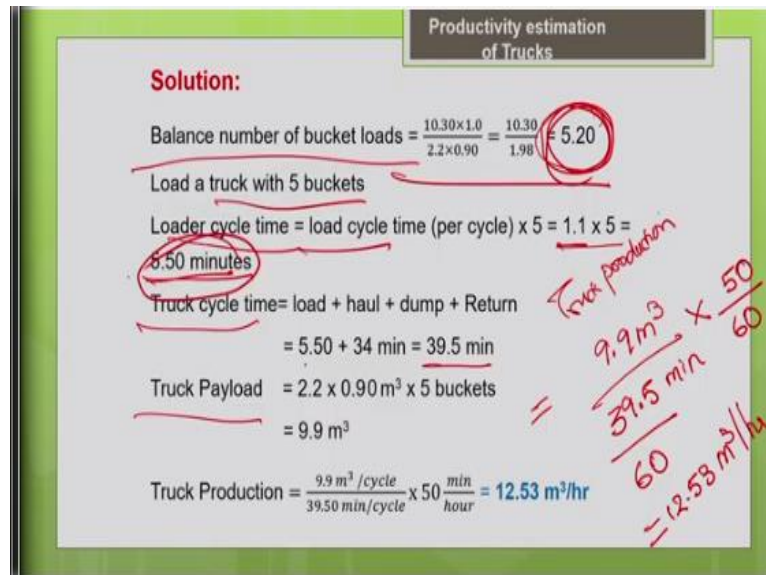 Productivity estimation
of Trucks
Solution:
Balance number of bucket loads = 10.30×1.0/2.2×0.90 = 10.30/1.98 = 5.20
Load a truck with 5 buckets
Loader cycle time = load cycle time (per cycle) x 5 = 1.1 x 5 =
5.50 minutes
Truck cycle time= load + haul + dump + Return
= 5.50 + 34 min = 39.5 min
Truck Payload = 2.2 x 0.90 m³ x 5 buckets
= 9.9 m³
Truck Production = 9.9 m³ /cycle/39.50 min/cycle x 50 min/hour = 12.53 m³/hr
Truck production
= 9.9 m³/39.5 min/60 × 50/60
= 12.53 m³/hr